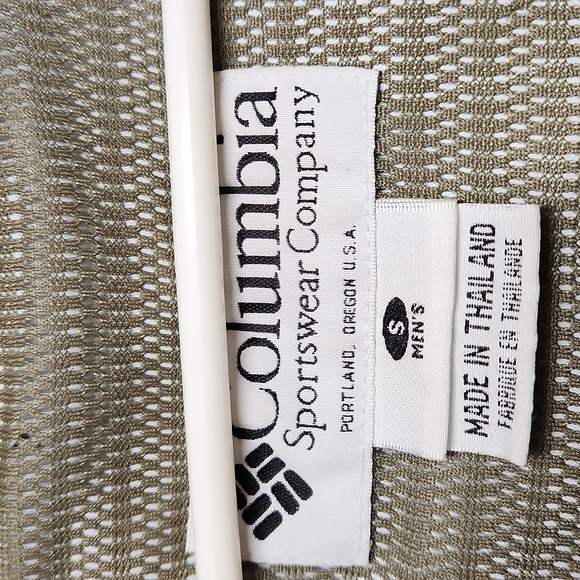 Columbia
Sportswear Company
PORTLAND, OREGON U.S.A.
S
MEN'S
MADE IN THAILAND
FABRIQUE EN THAILANDE